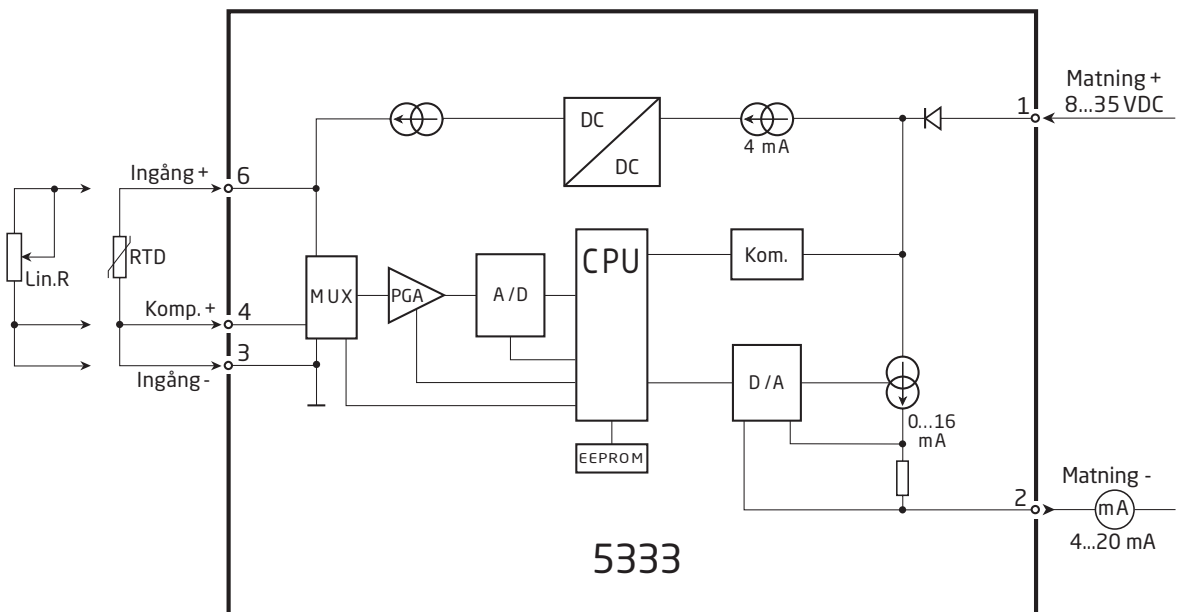 Matning +
8...35 VDC
1
DC
DC
4 mA
Ingång +
6
RTD
Lin.R
CPU
Kom.
MUX
PGA
A/D
Komp. +
4
3
Ingång -
D/A
0...16
mA
EEPROM
Matning -
2
mA
4...20 mA
5333